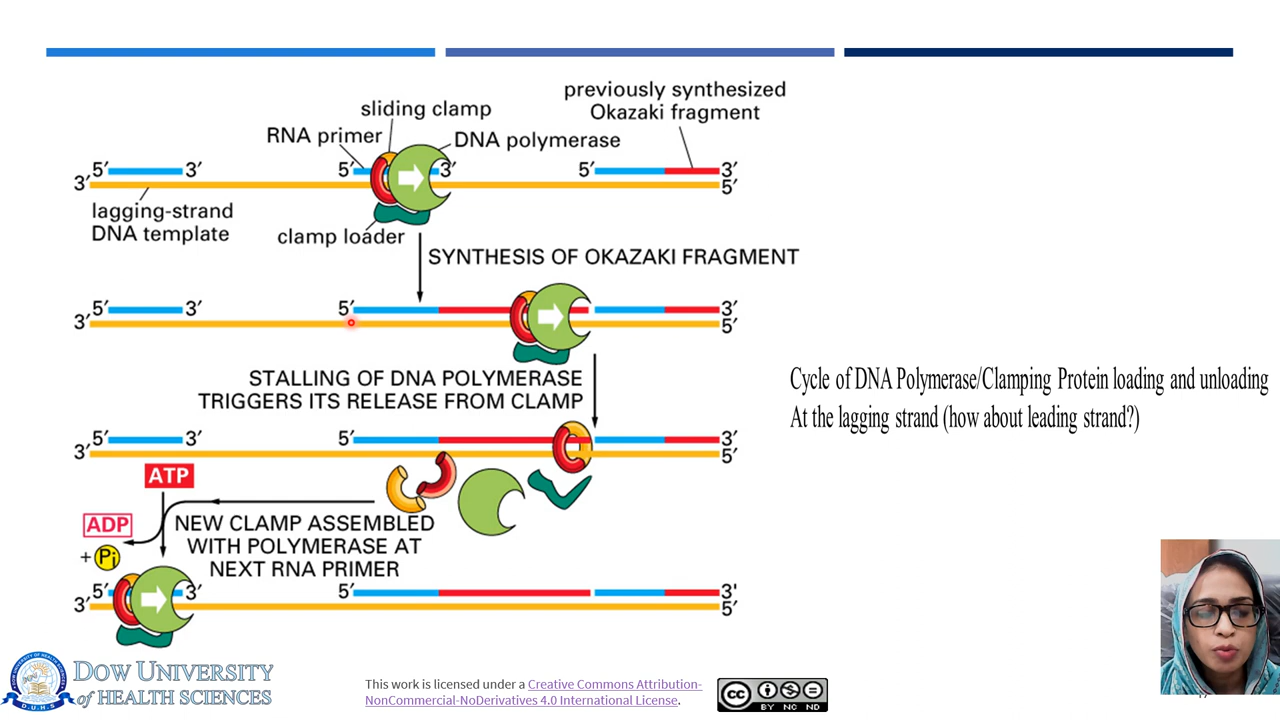 previously synthesized
Okazaki fragment
sliding clamp
RNA primer
DNA polymerase
5′ 3′ 5′ 3′ 5′ 3′
3′ 5′
lagging-strand
DNA template
clamp loader
SYNTHESIS OF OKAZAKI FRAGMENT
5′ 3′ 5′ 3′
3′ 5′
STALLING OF DNA POLYMERASE
TRIGGERS ITS RELEASE FROM CLAMP
Cycle of DNA Polymerase/Clamping Protein loading and unloading
At the lagging strand (how about leading strand?)
5′ 3′ 5′ 3′
3′ 5′
ATP
ADP
+ Pi
NEW CLAMP ASSEMBLED
WITH POLYMERASE AT
NEXT RNA PRIMER
5′ 3′ 5′ 3'
3′ 5′
DOW UNIVERSITY
of HEALTH SCIENCES
D.U.H.S
This work is licensed under a Creative Commons Attribution-
NonCommercial-NoDerivatives 4.0 International License.
cc
BY NC ND